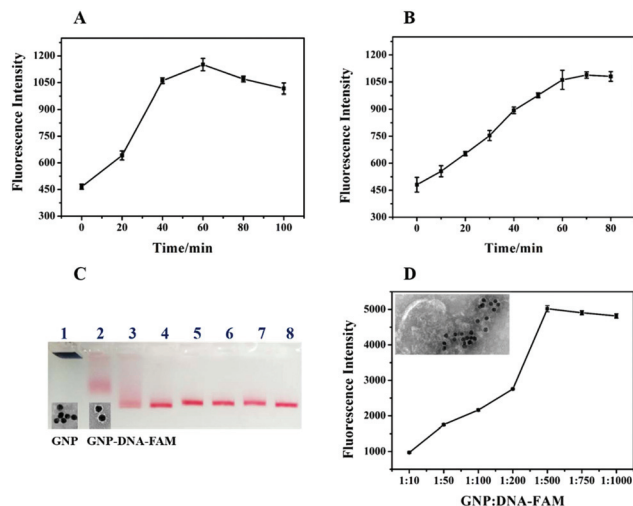 A
Fluorescence Intensity
1200
1050
900
750
600
450
300
0 20 40 60 80 100
Time/min
B
Fluorescence Intensity
1350
1200
1050
900
750
600
450
300
0 10 20 30 40 50 60 70 80
Time/min
C
1 2 3 4 5 6 7 8
GNP GNP-DNA-FAM
D
Fluorescence Intensity
5000
4000
3000
2000
1000
1:10 1:50 1:100 1:200 1:500 1:750 1:1000
GNP:DNA-FAM